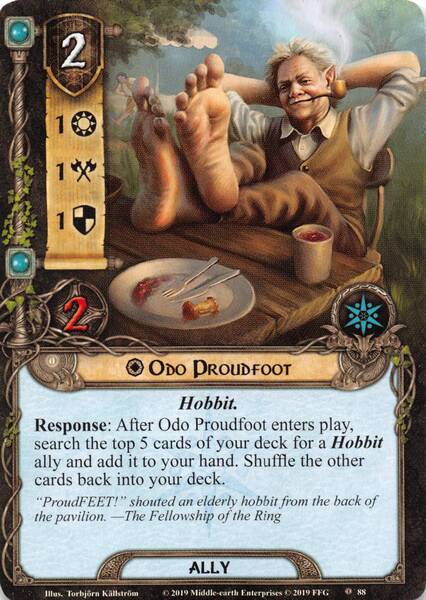 2
1
1
1
2
Odo Proudfoot
Hobbit.
Response: After Odo Proudfoot enters play,
search the top 5 cards of your deck for a Hobbit
ally and add it to your hand. Shuffle the other
cards back into your deck.
"ProudFEET!" shouted an elderly hobbit from the back of
the pavilion. —The Fellowship of the Ring
ALLY
Illus. Torbjörn Källström © 2019 Middle-earth Enterprises © 2019 FFG 88